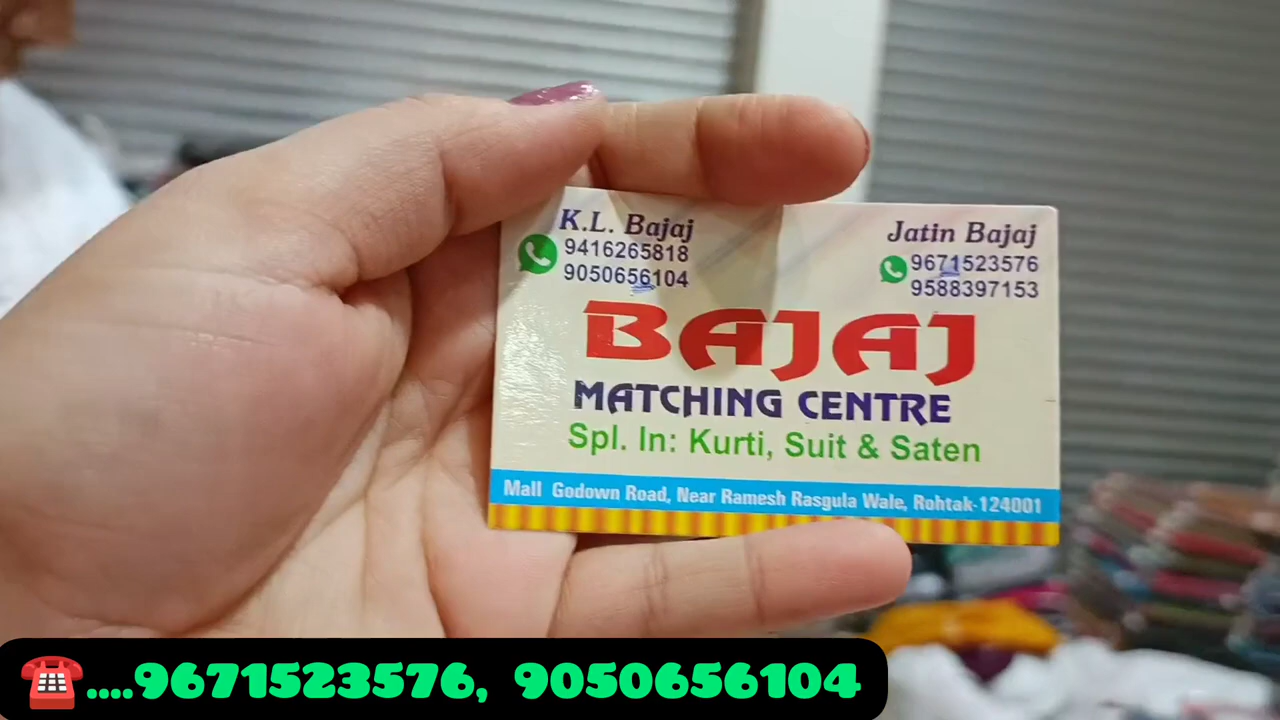 K.L. Bajaj
9416265818
9050656104
Jatin Bajaj
9671523576
9588397153
BAJAJ
MATCHING CENTRE
Spl. In: Kurti, Suit & Saten
Mall Godown Road, Near Ramesh Rasgula Wale, Rohtak-124001
....9671523576, 9050656104